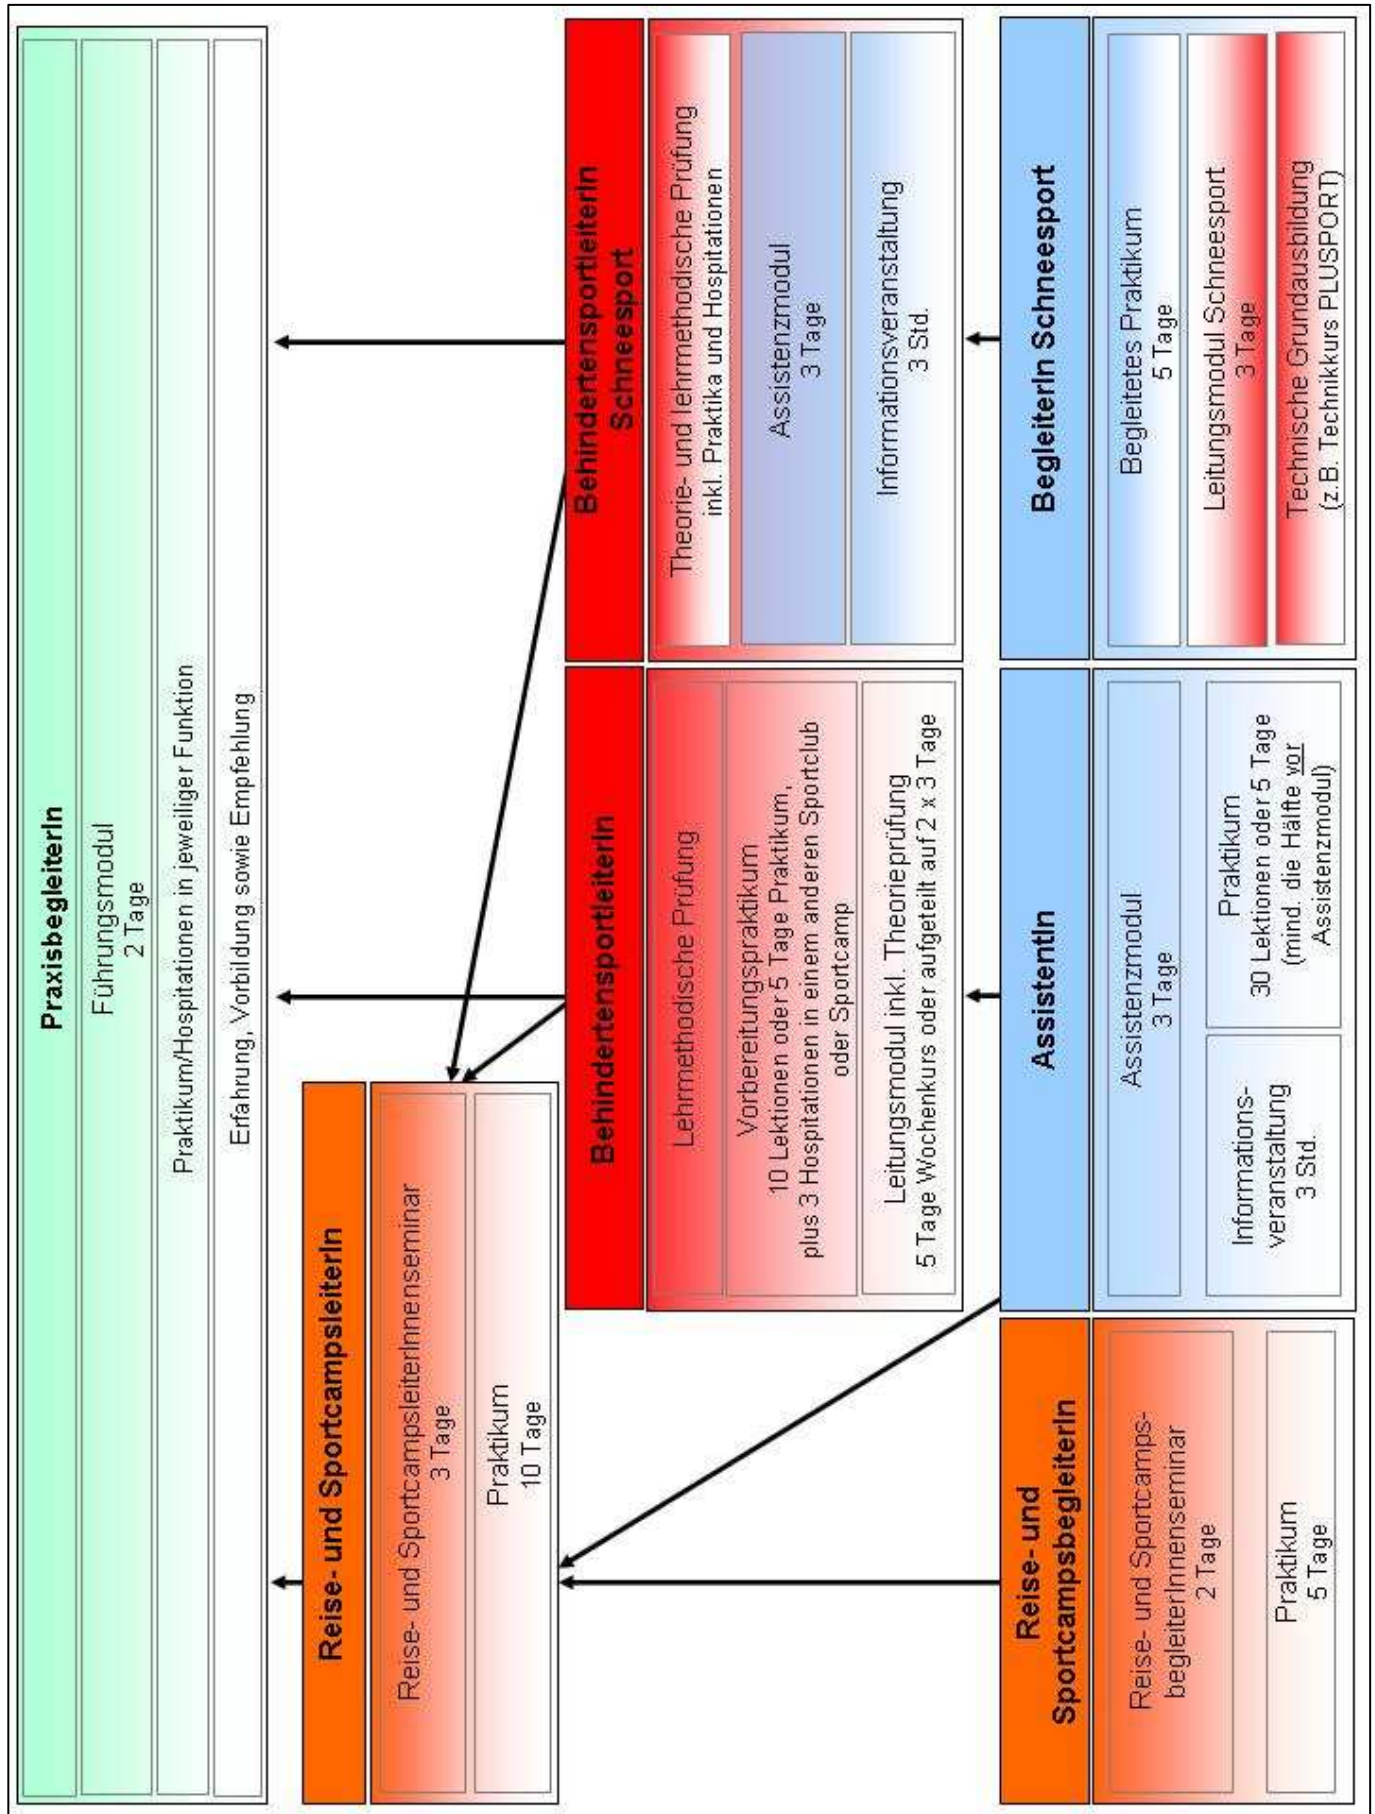 PraxisbegleiterIn
Führungsmodul
2 Tage
Praktikum/Hospitationen in jeweiliger Funktion
Erfahrung, Vorbildung sowie Empfehlung
Reise- und SportcampsleiterIn
Reise- und SportcampsleiterInnenseminar
3 Tage
Praktikum
10 Tage
BehindertensportleiterIn
Lehrmethodische Prüfung
Vorbereitungspraktikum
10 Lektionen oder 5 Tage Praktikum,
plus 3 Hospitationen in einem anderen Sportclub
oder Sportcamp
Leitungsmodul inkl. Theorieprüfung
5 Tage Wochenkurs oder aufgeteilt auf 2 x 3 Tage
BehindertensportleiterIn
Schneesport
Theorie- und lehrmethodische Prüfung
inkl. Praktika und Hospitationen
Assistenzmodul
3 Tage
Informationsveranstaltung
3 Std.
Reise- und
SportcampsbegleiterIn
Reise- und Sportcamps-
begleiterInnenseminar
2 Tage
Praktikum
5 Tage
AssistentIn
Assistenzmodul
3 Tage
Informations-
veranstaltung
3 Std.
Praktikum
30 Lektionen oder 5 Tage
(mind. die Hälfte vor
Assistenzmodul)
BegleiterIn Schneesport
Begleitetes Praktikum
5 Tage
Leitungsmodul Schneesport
3 Tage
Technische Grundausbildung
(z.B. Technikkurs PLUSPORT)